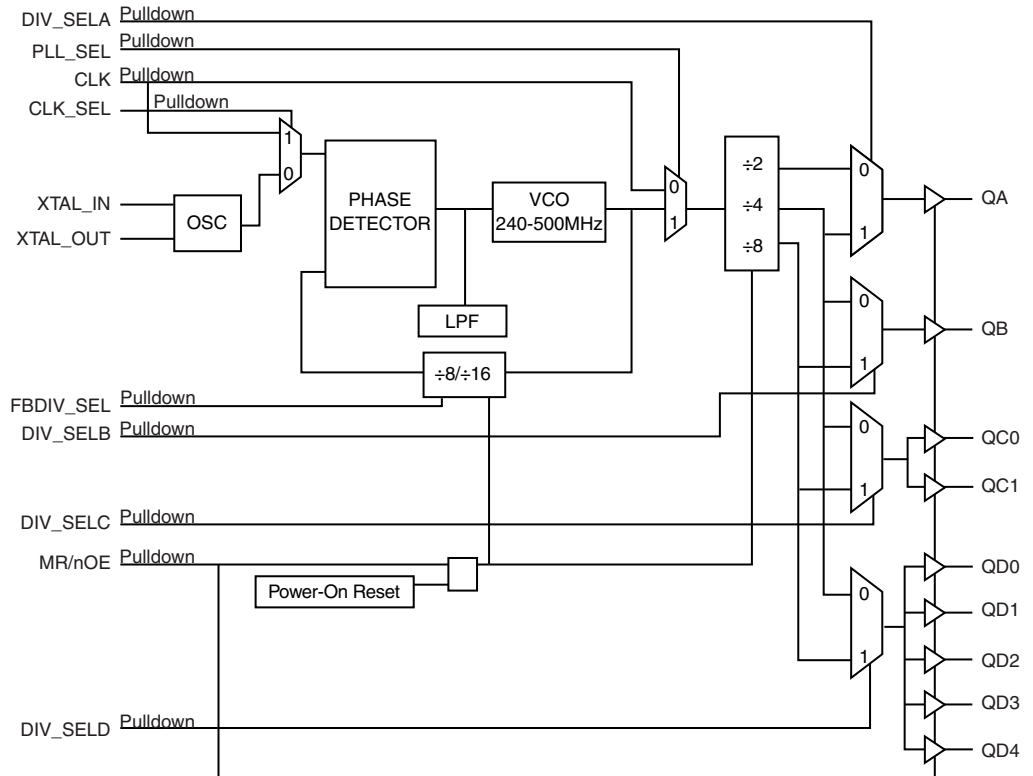 DIV_SELA Pulldown
PLL_SEL Pulldown
CLK Pulldown
CLK_SEL Pulldown
1
0
XTAL_IN
XTAL_OUT
OSC
PHASE
DETECTOR
VCO
240-500MHz
LPF
÷8/÷16
0
1
÷2
÷4
÷8
0
1
QA
0
1
QB
FBDIV_SEL Pulldown
DIV_SELB Pulldown
0
1
QC0
QC1
DIV_SELC Pulldown
MR/nOE Pulldown
Power-On Reset
0
1
QD0
QD1
QD2
QD3
QD4
DIV_SELD Pulldown